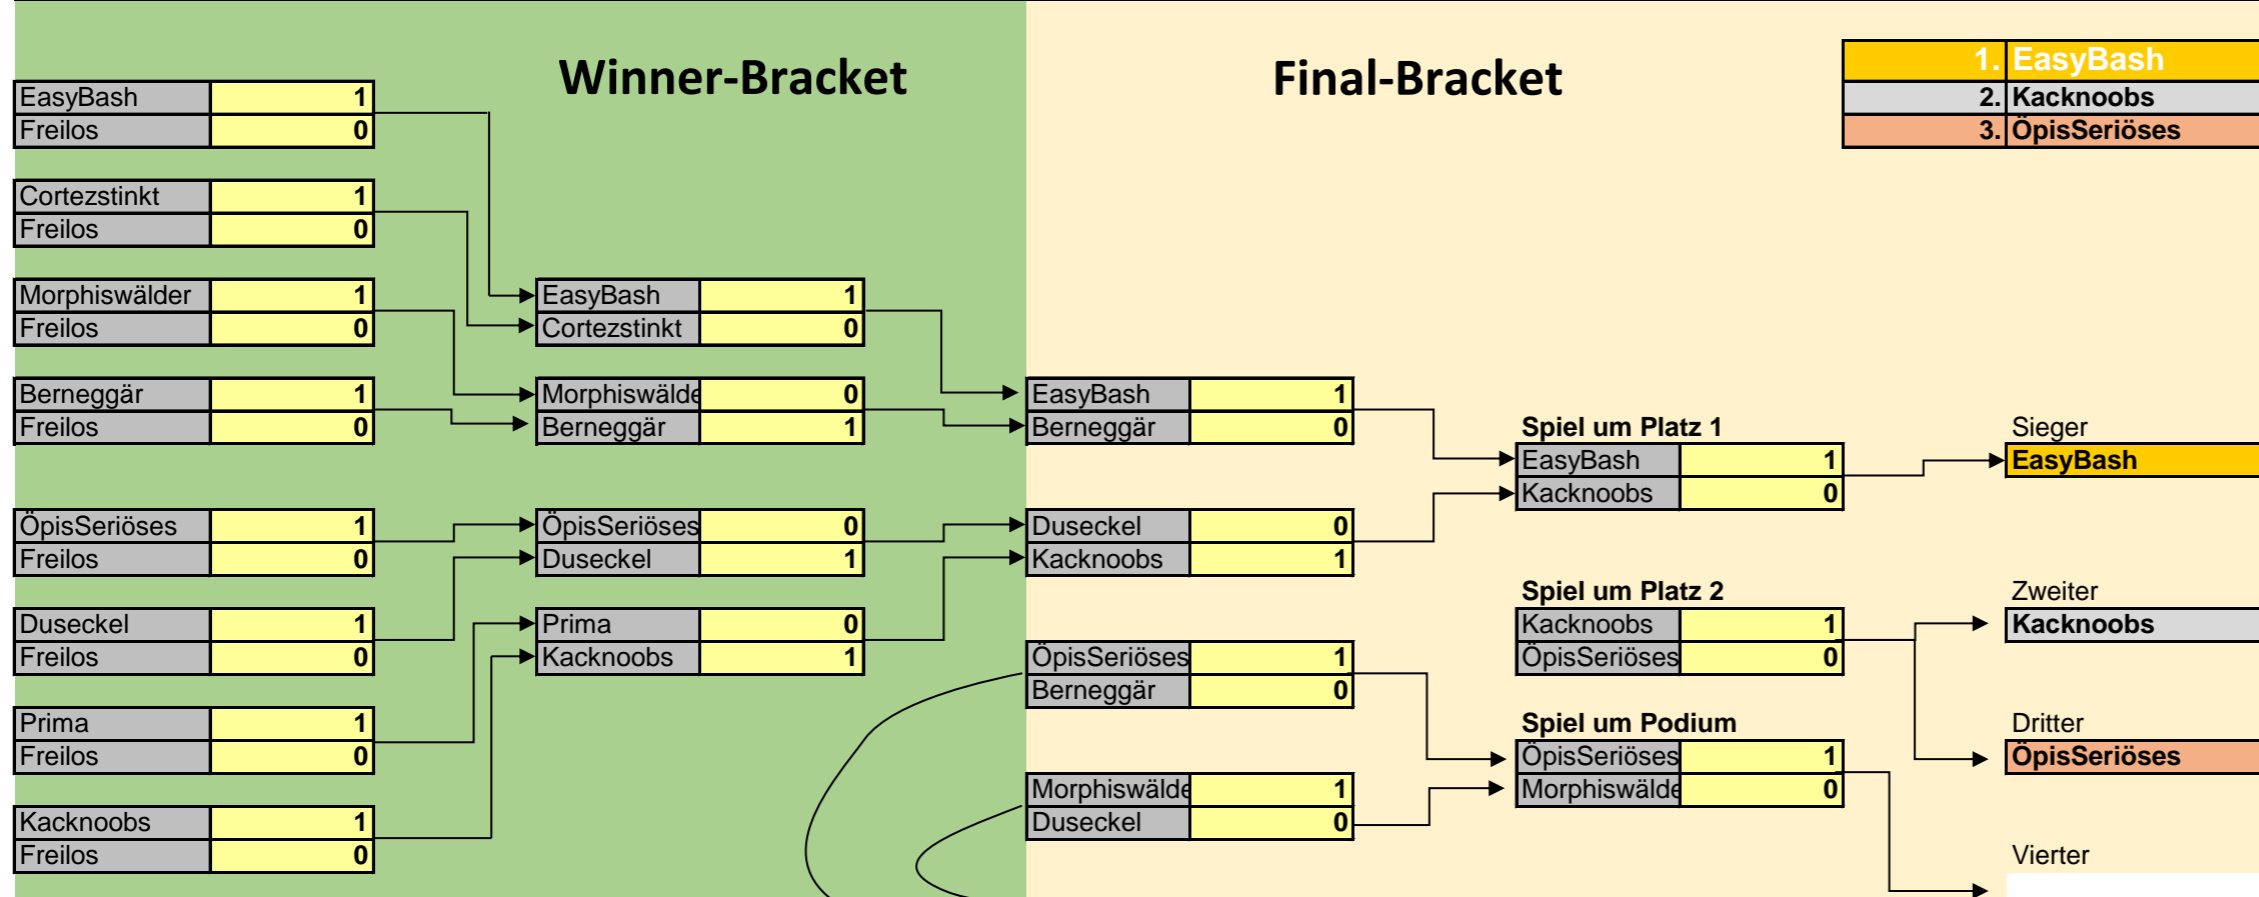 Winner-Bracket
Final-Bracket
1. EasyBash
2. Kacknoobs
3. ÖpisSeriöses
EasyBash 1
Freilos 0
Cortezstinkt 1
Freilos 0
Morphiswälder 1
Freilos 0
Berneggär 1
Freilos 0
ÖpisSeriöses 1
Freilos 0
Duseckel 1
Freilos 0
Prima 1
Freilos 0
Kacknoobs 1
Freilos 0
EasyBash 1
Cortezstinkt 0
Morphiswälde 0
Berneggär 1
ÖpisSeriöses 0
Duseckel 1
Prima 0
Kacknoobs 1
EasyBash 1
Berneggär 0
Duseckel 0
Kacknoobs 1
ÖpisSeriöses 1
Berneggär 0
Morphiswälde 1
Duseckel 0
Spiel um Platz 1
EasyBash 1
Kacknoobs 0
Spiel um Platz 2
Kacknoobs 1
ÖpisSeriöses 0
Spiel um Podium
ÖpisSeriöses 1
Morphiswälde 0
Sieger
EasyBash
Zweiter
Kacknoobs
Dritter
ÖpisSeriöses
Vierter